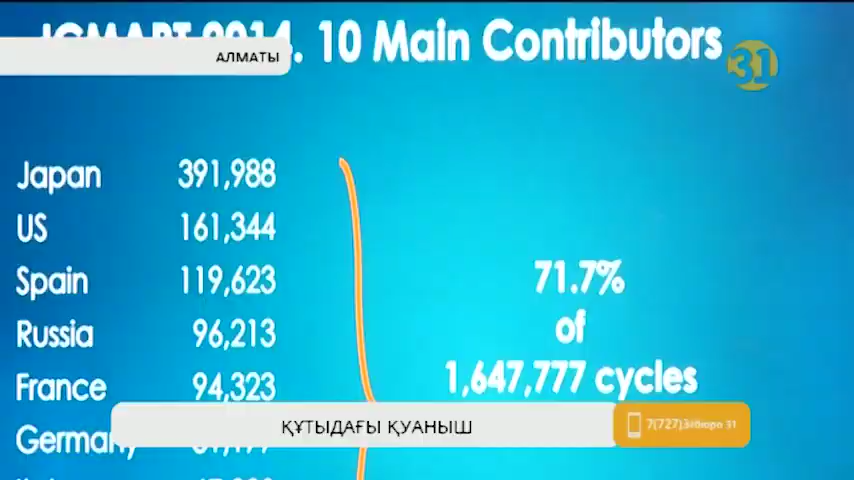 10 Main Contributors
АЛМАТЫ
31
Japan 391,988
US 161,344
Spain 119,623
Russia 96,213
France 94,323
Germany
71.7%
of
1,647,777 cycles
ҚҰТЫДАҒЫ ҚУАНЫШ